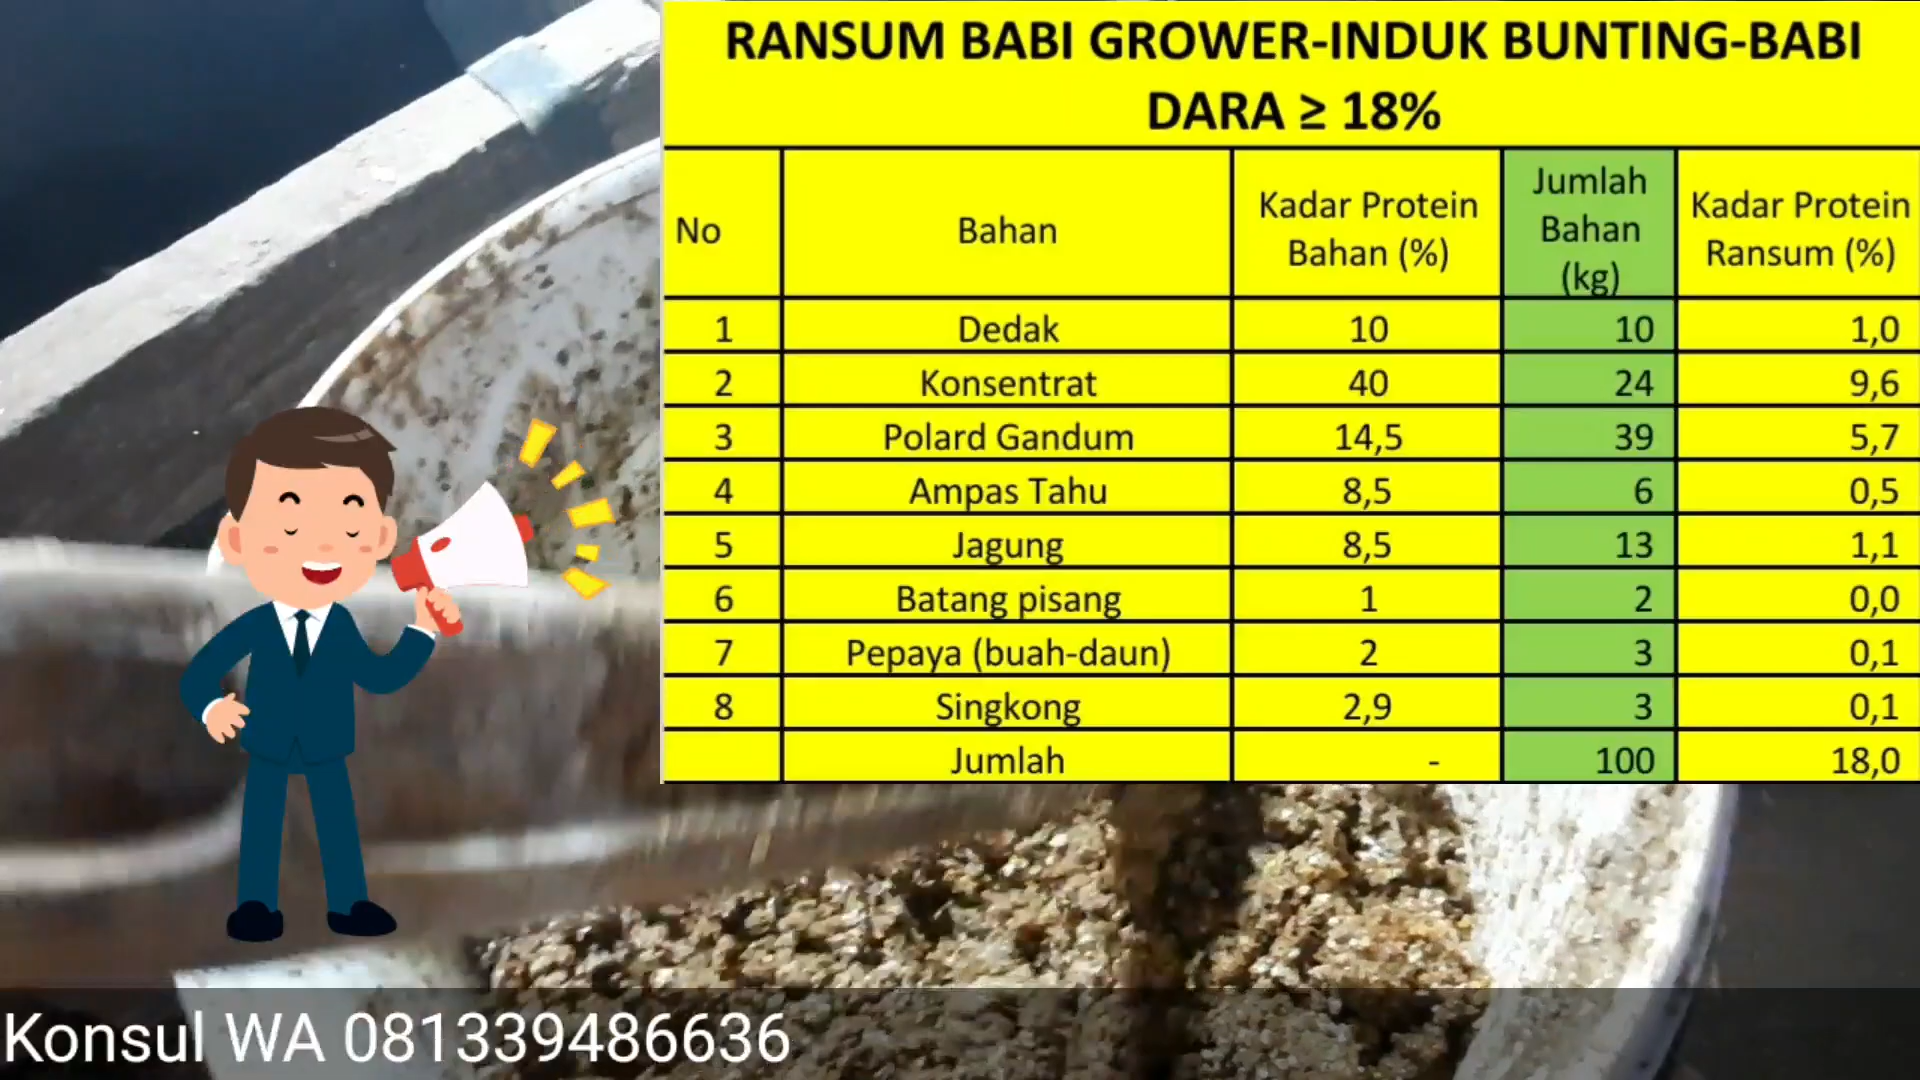 RANSUM BABI GROWER-INDUK BUNTING-BABI
DARA ≥ 18%
No Bahan Kadar Protein Bahan (%) Jumlah Bahan (kg) Kadar Protein Ransum (%)
1 Dedak 10 10 1,0
2 Konsentrat 40 24 9,6
3 Polard Gandum 14,5 39 5,7
4 Ampas Tahu 8,5 6 0,5
5 Jagung 8,5 13 1,1
6 Batang pisang 1 2 0,0
7 Pepaya (buah-daun) 2 3 0,1
8 Singkong 2,9 3 0,1
Jumlah - 100 18,0
Konsul WA 081339486636